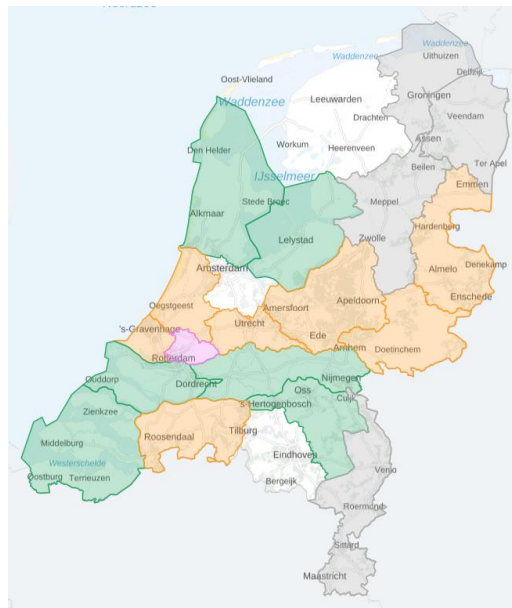 Waddenzee
Waddenzee
Uithuizen
Oost-Vlieland
Delfzijl
Waddenzee
Leeuwarden
Groningen
Drachten
Veendam
Assen
Workum
Heerenveen
Den Helder
Beilen
Ter Apel
IJsselmeer
Emmen
Stede Broec
Meppel
Alkmaar
Hardenberg
Lelystad
Zwolle
Amsterdam
Almelo
Denekamp
Enschede
Oegstgeest
Amersfoort
Apeldoorn
's-Gravenhage
Utrecht
Ede
Arnhem
Doetinchem
Rotterdam
Ouddorp
Dordrecht
Nijmegen
Oss
Cuijk
's-Hertogenbosch
Zierikzee
Tilburg
Roosendaal
Middelburg
Eindhoven
Westerschelde
Venlo
Oostburg
Terneuzen
Bergeijk
Roermond
Sittard
Maastricht